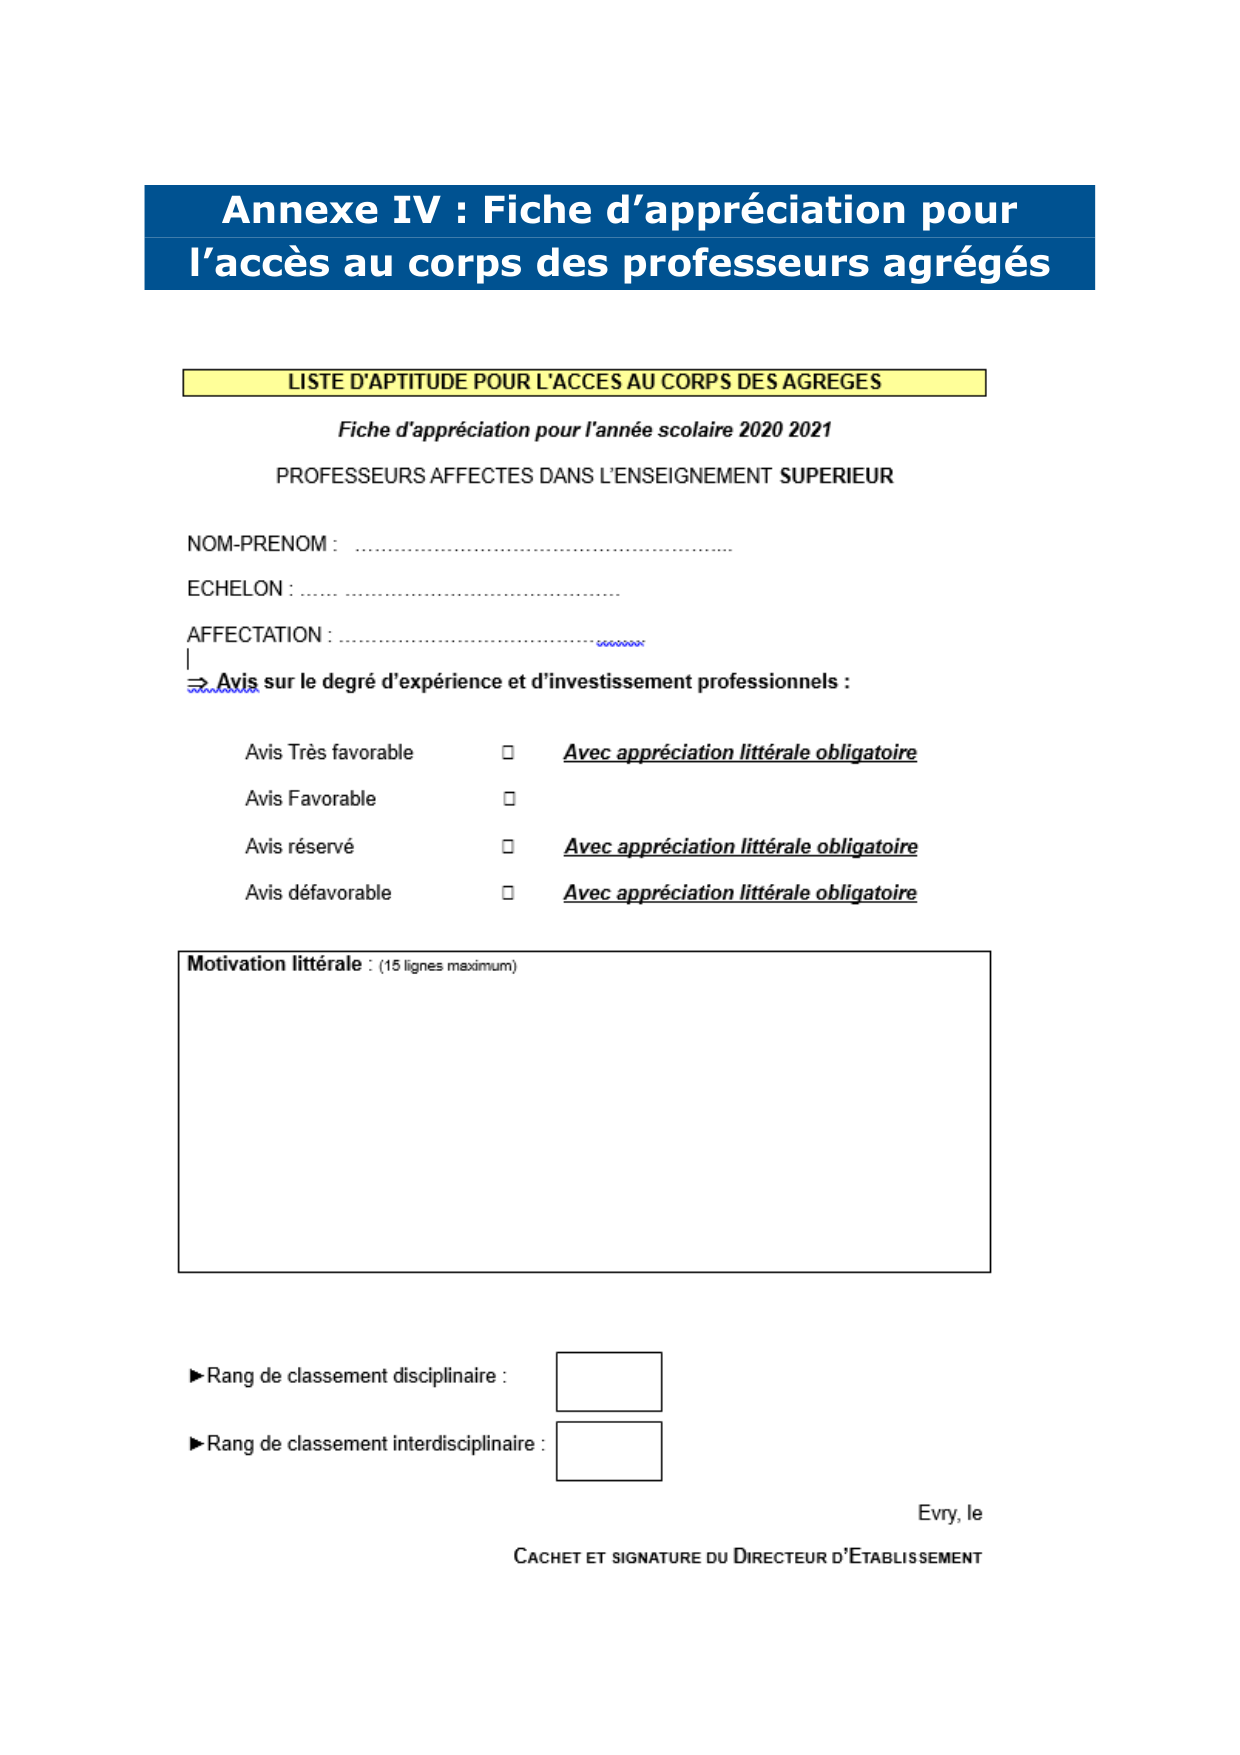 Annexe IV : Fiche d’appréciation pour
l’accès au corps des professeurs agrégés
LISTE D'APTITUDE POUR L'ACCES AU CORPS DES AGREGES
Fiche d'appréciation pour l'année scolaire 2020 2021
PROFESSEURS AFFECTES DANS L’ENSEIGNEMENT SUPERIEUR
NOM-PRENOM : …………………………………………………...
ECHELON : …… ……………………………………
AFFECTATION : …………………………………………
⇒ Avis sur le degré d’expérience et d’investissement professionnels :
Avis Très favorable □ Avec appréciation littérale obligatoire
Avis Favorable □
Avis réservé □ Avec appréciation littérale obligatoire
Avis défavorable □ Avec appréciation littérale obligatoire
Motivation littérale : (15 lignes maximum)
►Rang de classement disciplinaire :
►Rang de classement interdisciplinaire :
Evry, le
CACHET ET SIGNATURE DU DIRECTEUR D’ETABLISSEMENT